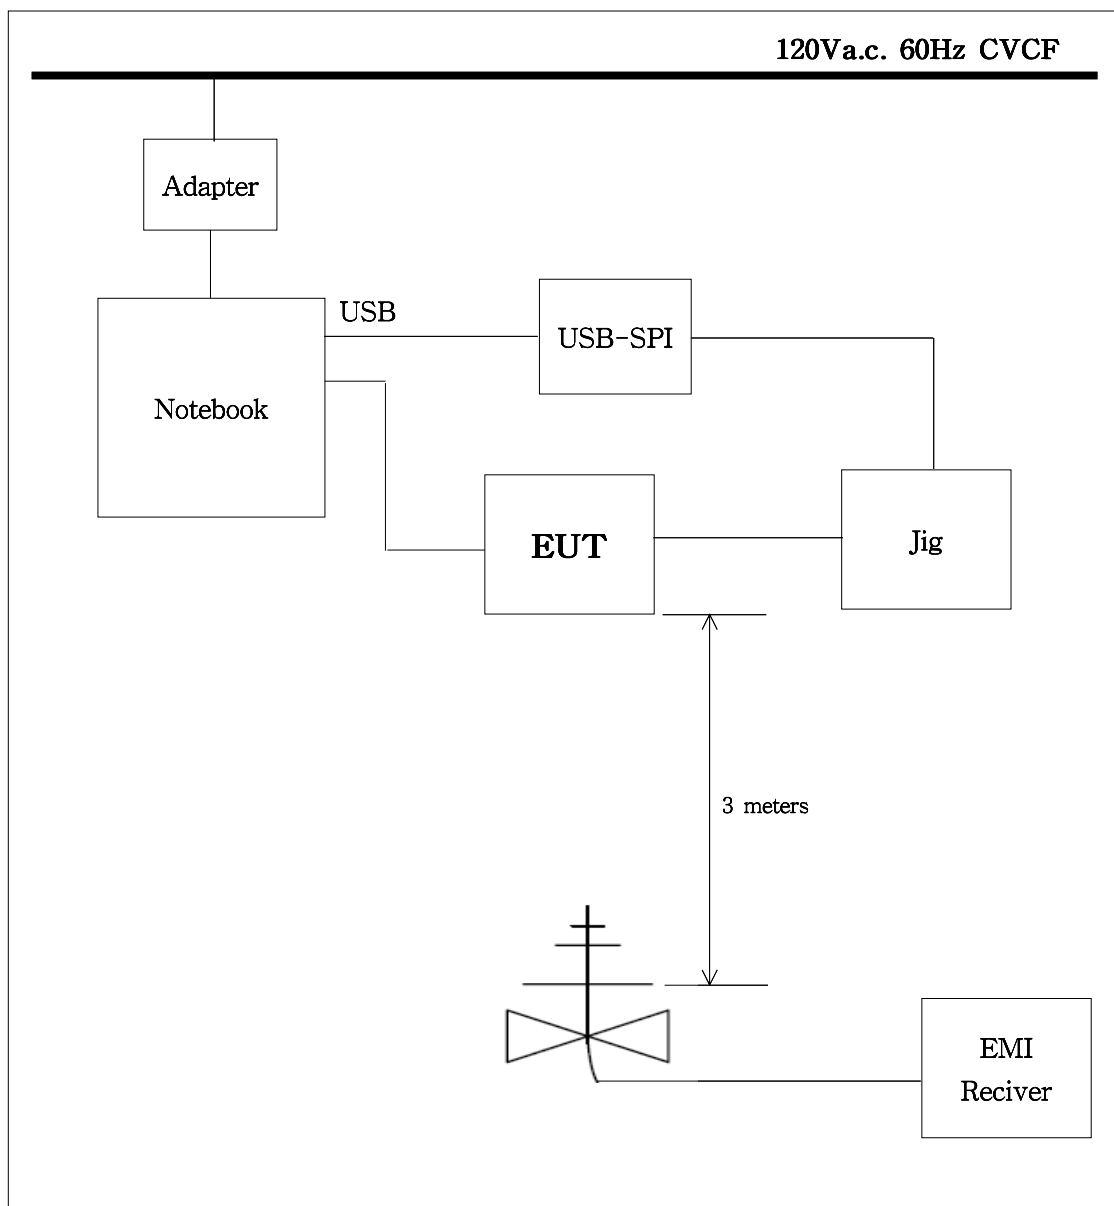 120Va.c. 60Hz CVCF
Adapter
USB
USB-SPI
Notebook
EUT
Jig
3 meters
EMI
Reciver